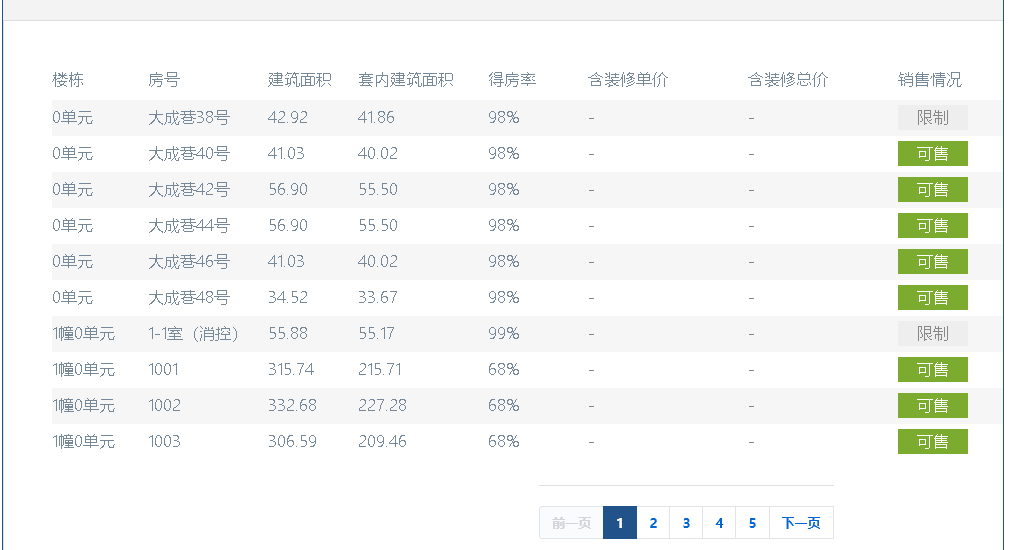 楼栋 房号 建筑面积 套内建筑面积 得房率 含装修单价 含装修总价 销售情况
0单元 大成巷38号 42.92 41.86 98% - - 限制
0单元 大成巷40号 41.03 40.02 98% - - 可售
0单元 大成巷42号 56.90 55.50 98% - - 可售
0单元 大成巷44号 56.90 55.50 98% - - 可售
0单元 大成巷46号 41.03 40.02 98% - - 可售
0单元 大成巷48号 34.52 33.67 98% - - 可售
1幢0单元 1-1室（消控） 55.88 55.17 99% - - 限制
1幢0单元 1001 315.74 215.71 68% - - 可售
1幢0单元 1002 332.68 227.28 68% - - 可售
1幢0单元 1003 306.59 209.46 68% - - 可售
前一页 1 2 3 4 5 下一页